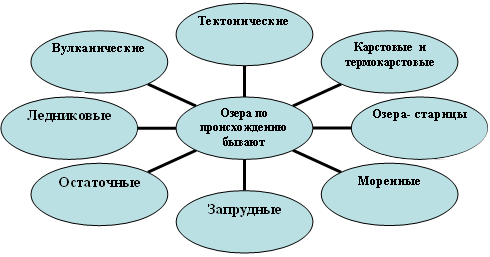 Тектонические
Вулканические
Карстовые и
термокарстовые
Ледниковые
Озера по
происхождению
бывают
Озера- старицы
Остаточные
Моренные
Запрудные